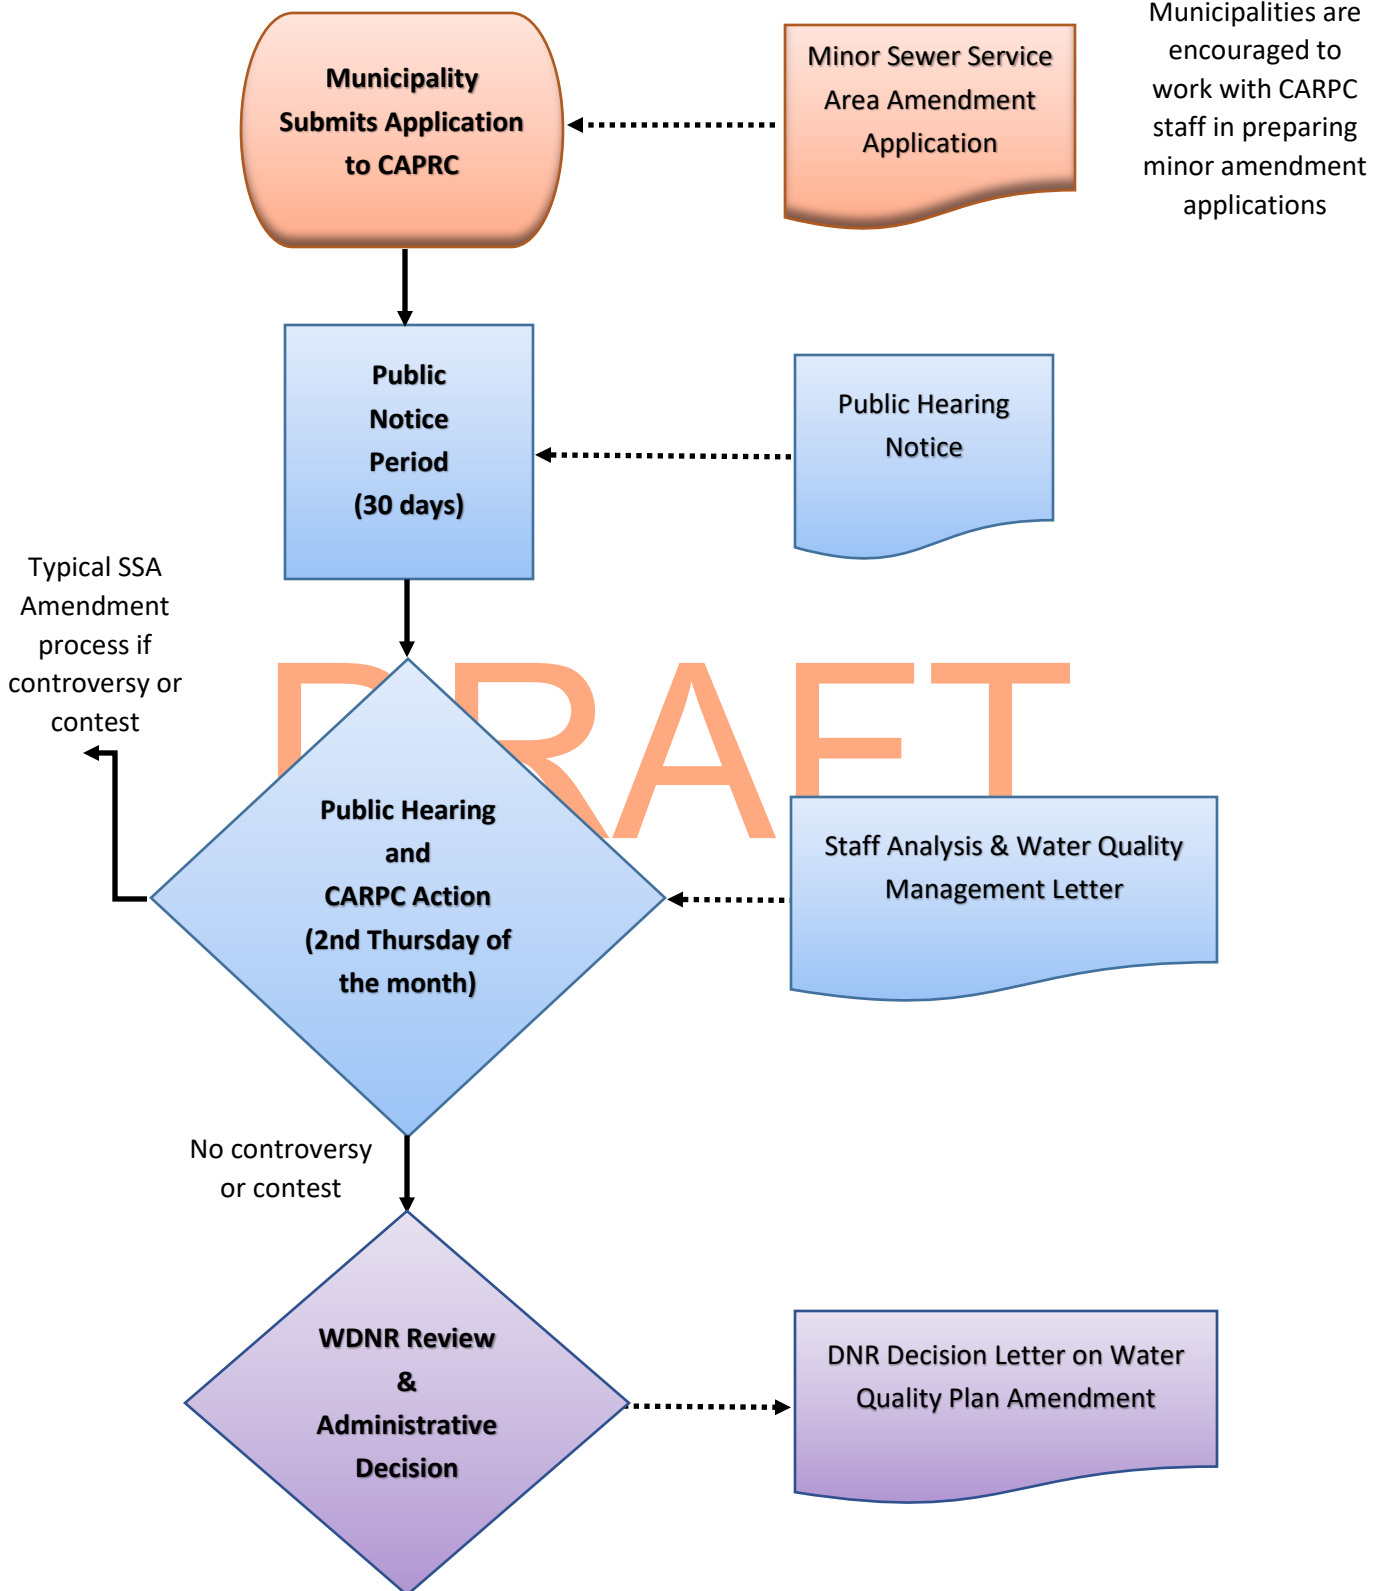 Municipalities are
encouraged to
work with CARPC
staff in preparing
minor amendment
applications
Municipality
Submits Application
to CAPRC
Minor Sewer Service
Area Amendment
Application
Public
Notice
Period
(30 days)
Public Hearing
Notice
Typical SSA
Amendment
process if
controversy or
contest
DRAFT
Public Hearing
and
CARPC Action
(2nd Thursday of
the month)
Staff Analysis & Water Quality
Management Letter
No controversy
or contest
WDNR Review
&
Administrative
Decision
DNR Decision Letter on Water
Quality Plan Amendment